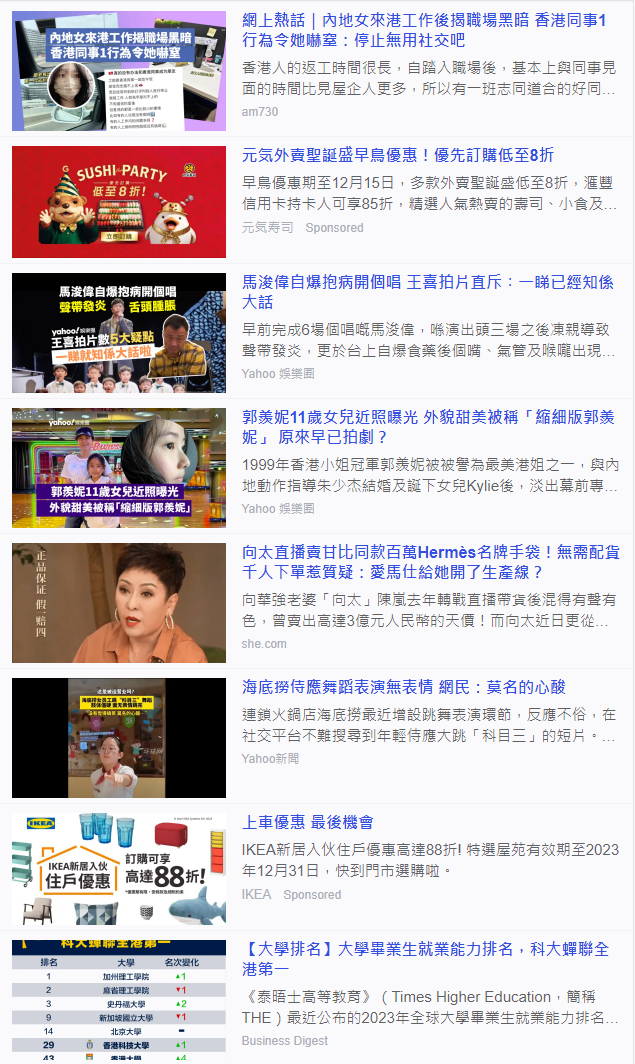 內地女來港工作揭職場黑暗
香港同事1行為令她嚇窒
網上熱話｜內地女來港工作後揭職場黑暗 香港同事1
行為令她嚇窒：停止無用社交吧
香港人的返工時間很長，自踏入職場後，基本上與同事見
面的時間比見屋企人更多，所以有一班志同道合的好同…
am730
SUSHI PARTY
低至8折!
立即訂購
元気外賣聖誕盛早鳥優惠！優先訂購低至8折
早鳥優惠期至12月15日，多款外賣聖誕盛低至8折，滙豐
信用卡持卡人可享85折，精選人氣熱賣的壽司、小食及…
元気寿司 Sponsored
馬浚偉自爆抱病開個唱
聲帶發炎 舌頭腫脹
yahoo!娛樂圈
王喜拍片數5大疑點
一睇就知係大話啦
馬浚偉自爆抱病開個唱 王喜拍片直斥：一睇已經知係
大話
早前完成6場個唱嘅馬浚偉，喺演出頭三場之後凍親導致
聲帶發炎，更於台上自爆食藥後個嘴、氣管及喉嚨出現…
Yahoo 娛樂圈
yahoo!娛樂圈
郭羨妮11歲女兒近照曝光
外貌甜美被稱「縮細版郭羨妮」
郭羨妮11歲女兒近照曝光 外貌甜美被稱「縮細版郭羨
妮」 原來早已拍劇？
1999年香港小姐冠軍郭羨妮被被譽為最美港姐之一，與內
地動作指導朱少杰結婚及誕下女兒Kylie後，淡出幕前專…
Yahoo 娛樂圈
正品保证 假一赔四
向太直播賣甘比同款百萬Hermès名牌手袋！無需配貨
千人下單惹質疑：愛馬仕給她開了生產線？
向華強老婆「向太」陳嵐去年轉戰直播帶貨後混得有聲有
色，曾賣出高達3億元人民幣的天價！而向太近日更從…
she.com
海底撈侍應舞蹈表演無表情 網民：莫名的心酸
連鎖火鍋店海底撈最近增設跳舞表演環節，反應不俗，在
社交平台不難搜尋到年輕侍應大跳「科目三」的短片。…
Yahoo新聞
IKEA
IKEA新居入伙
住戶優惠
訂購可享
高達88折!
上車優惠 最後機會
IKEA新居入伙住戶優惠高達88折! 特選屋苑有效期至2023
年12月31日，快到門市選購啦。
IKEA Sponsored
科大蟬聯全港第一
排名 大學 名次變化
1 加州理工學院 ▲1
2 麻省理工學院 ▼1
3 史丹福大學 ▲2
9 新加坡國立大學 ▼1
14 北京大學 -
29 香港科技大學 ▲1
43 香港大學 ▲4
【大學排名】大學畢業生就業能力排名，科大蟬聯全
港第一
《泰晤士高等教育》（Times Higher Education，簡稱
THE）最近公布的2023年全球大學畢業生就業能力排名…
Business Digest